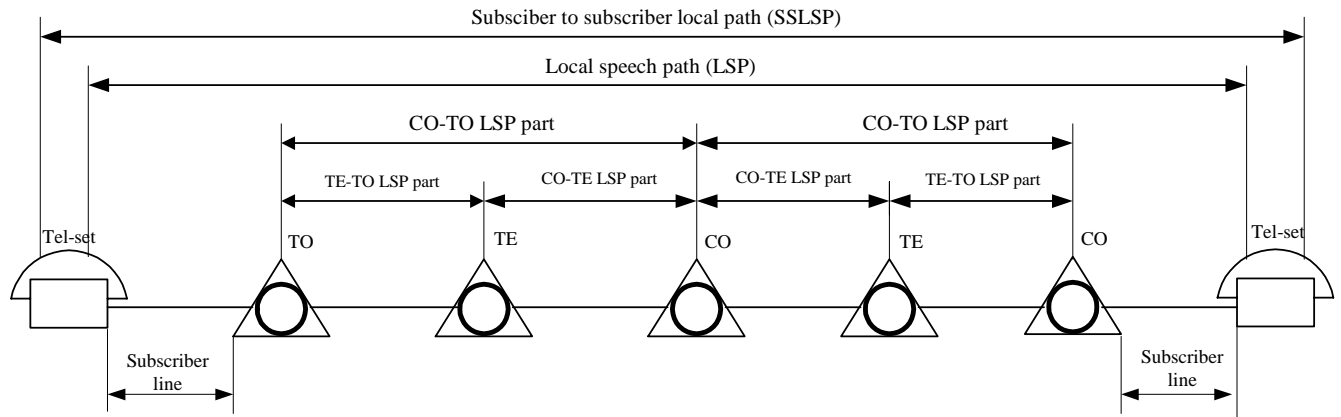 Subsciber to subscriber local path (SSLSP)
Local speech path (LSP)
CO-TO LSP part
CO-TO LSP part
TE-TO LSP part
CO-TE LSP part
CO-TE LSP part
TE-TO LSP part
Tel-set
TO
TE
CO
TE
CO
Tel-set
Subscriber
line
Subscriber
line